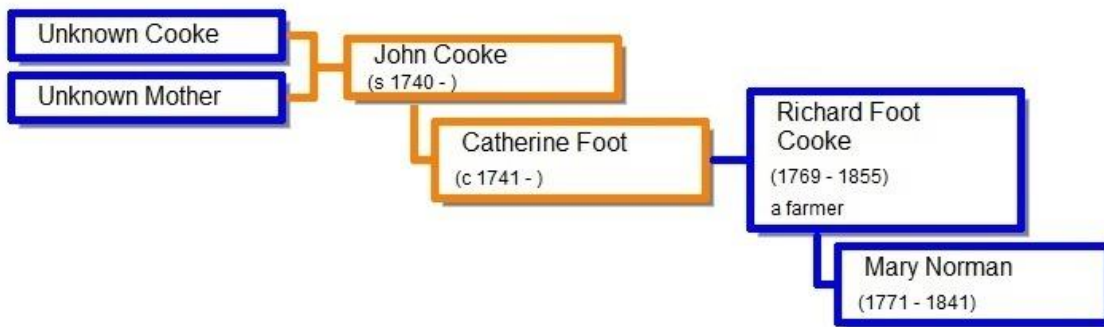 Unknown Cooke
Unknown Mother
John Cooke
(s 1740 - )
Catherine Foot
(c 1741 - )
Richard Foot
Cooke
(1769 - 1855)
a farmer
Mary Norman
(1771 - 1841)